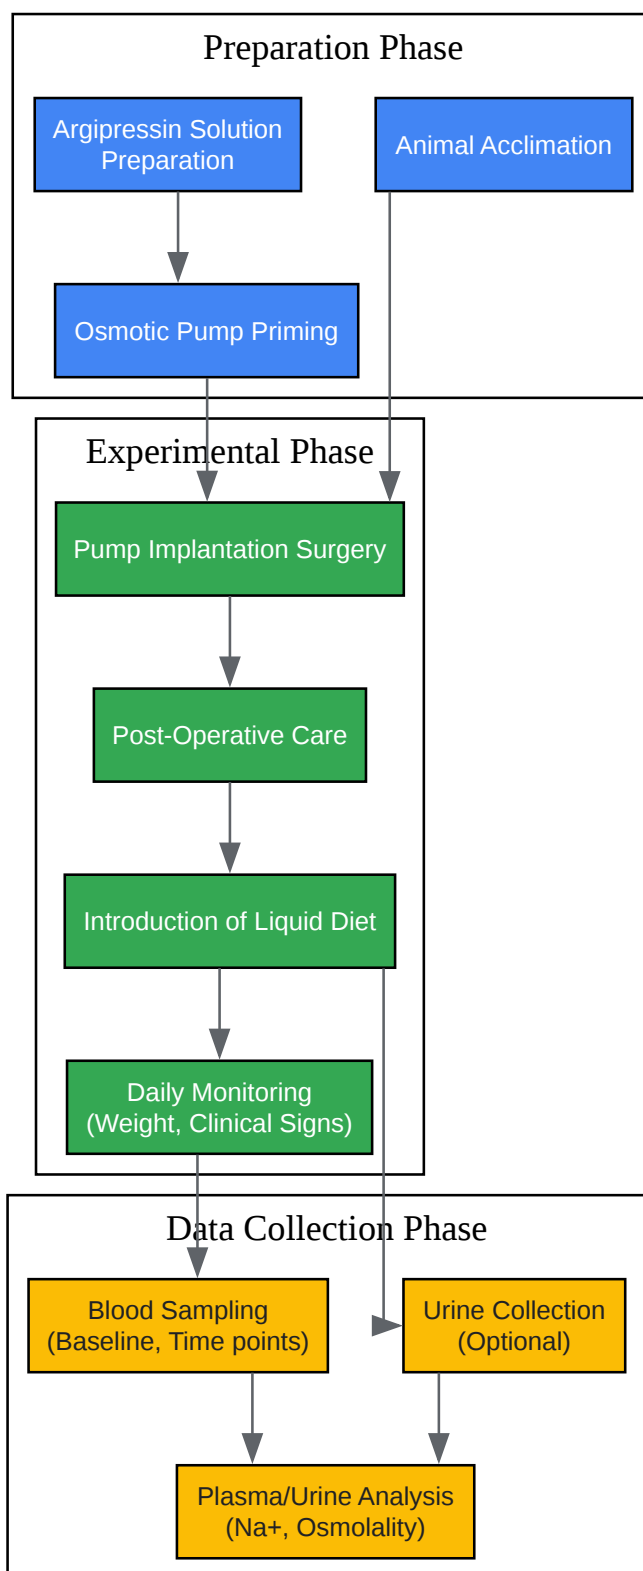 Preparation Phase
Argipressin Solution
Preparation
Animal Acclimation
Osmotic Pump Priming
Experimental Phase
Pump Implantation Surgery
Post-Operative Care
Introduction of Liquid Diet
Daily Monitoring
(Weight, Clinical Signs)
Data Collection Phase
Blood Sampling
(Baseline, Time points)
Urine Collection
(Optional)
Plasma/Urine Analysis
(Na+, Osmolality)